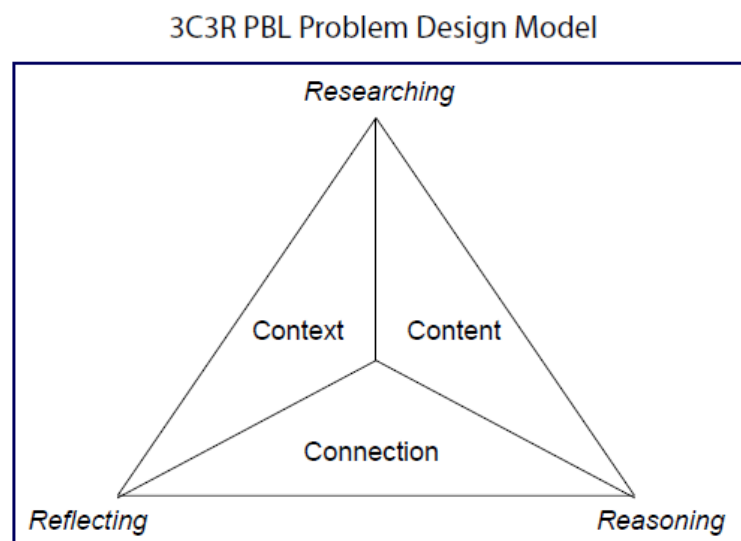 3C3R PBL Problem Design Model
Researching
Context
Content
Connection
Reflecting
Reasoning